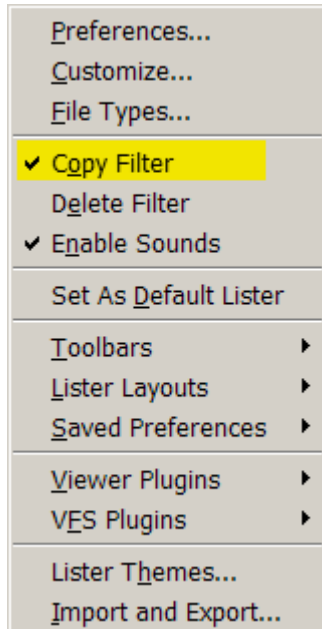 Preferences...
Customize...
File Types...
Copy Filter
Delete Filter
Enable Sounds
Set As Default Lister
Toolbars
Lister Layouts
Saved Preferences
Viewer Plugins
VFS Plugins
Lister Themes...
Import and Export...